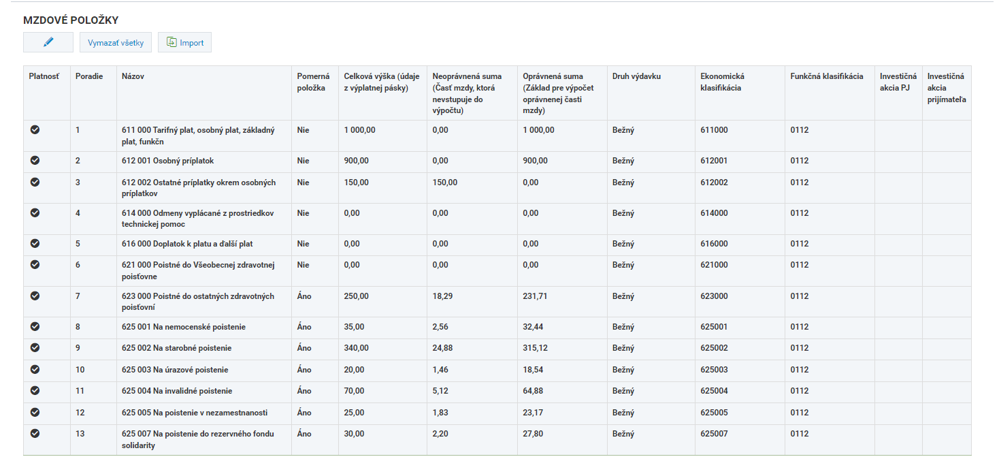 MZDOVÉ POLOŽKY
Vymazať všetky Import
Platnosť Poradie Názov Pomerná položka Celková výška (údaje z výplatnej pásky) Neoprávnená suma (Časť mzdy, ktorá nevstupuje do výpočtu) Oprávnená suma (Základ pre výpočet oprávnenej časti mzdy) Druh výdavku Ekonomická klasifikácia Funkčná klasifikácia Investičná akcia PJ Investičná akcia prijímateľa
1 611 000 Tarifný plat, osobný plat, základný plat, funkčn Nie 1 000,00 0,00 1 000,00 Bežný 611000 0112
2 612 001 Osobný príplatok Nie 900,00 0,00 900,00 Bežný 612001 0112
3 612 002 Ostatné príplatky okrem osobných príplatkov Nie 150,00 150,00 0,00 Bežný 612002 0112
4 614 000 Odmeny vyplácané z prostriedkov technickej pomoc Nie 0,00 0,00 0,00 Bežný 614000 0112
5 616 000 Doplatok k platu a ďalší plat Nie 0,00 0,00 0,00 Bežný 616000 0112
6 621 000 Poistné do Všeobecnej zdravotnej poisťovne Nie 0,00 0,00 0,00 Bežný 621000 0112
7 623 000 Poistné do ostatných zdravotných poisťovní Áno 250,00 18,29 231,71 Bežný 623000 0112
8 625 001 Na nemocenské poistenie Áno 35,00 2,56 32,44 Bežný 625001 0112
9 625 002 Na starobné poistenie Áno 340,00 24,88 315,12 Bežný 625002 0112
10 625 003 Na úrazové poistenie Áno 20,00 1,46 18,54 Bežný 625003 0112
11 625 004 Na invalidné poistenie Áno 70,00 5,12 64,88 Bežný 625004 0112
12 625 005 Na poistenie v nezamestnanosti Áno 25,00 1,83 23,17 Bežný 625005 0112
13 625 007 Na poistenie do rezervného fondu solidarity Áno 30,00 2,20 27,80 Bežný 625007 0112